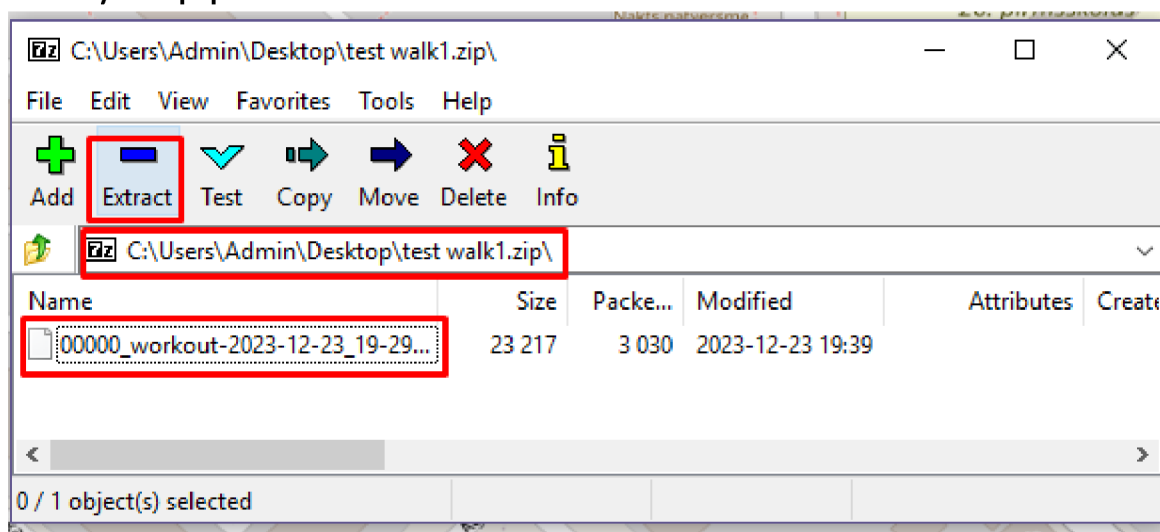 Nakts patversme
C:\Users\Admin\Desktop\test walk1.zip\
File Edit View Favorites Tools Help
Add Extract Test Copy Move Delete Info
C:\Users\Admin\Desktop\test walk1.zip\
Name Size Packe... Modified Attributes Create
00000_workout-2023-12-23_19-29... 23 217 3 030 2023-12-23 19:39
0 / 1 object(s) selected